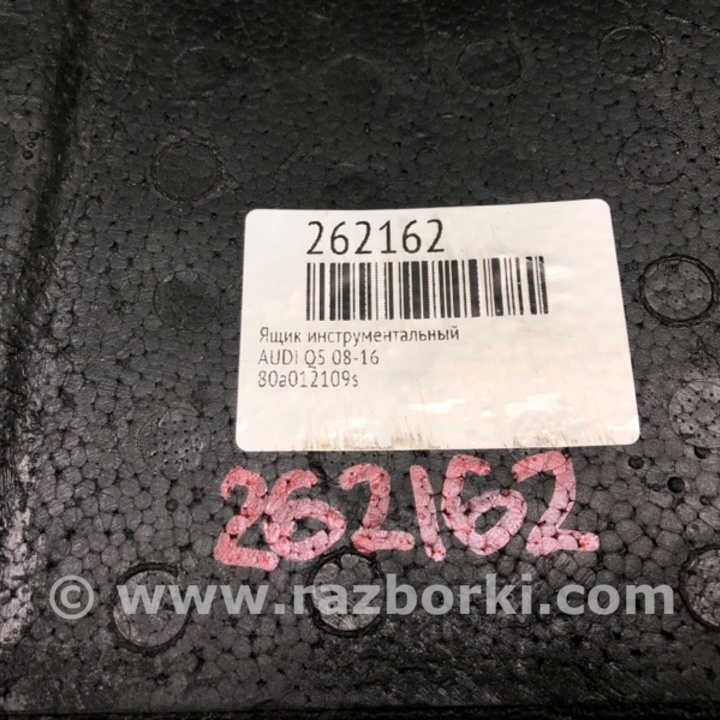 262162
Ящик инструментальный
AUDI Q5 08-16
80a012109s
262162
© www.razborki.com